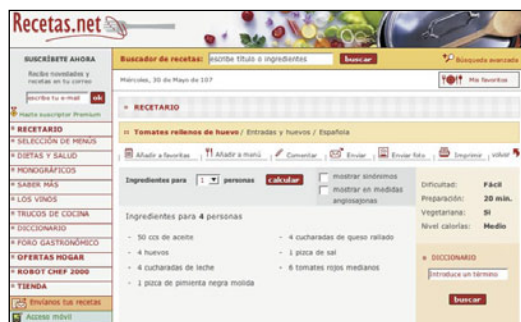 Recetas.net
SUSCRÍBETE AHORA
Recibe novedades y
recetas en tu correo
escribe tu e-mail ok
Hazte suscriptor Premium
RECETARIO
SELECCIÓN DE MENÚS
DIETAS Y SALUD
MONOGRÁFICOS
SABER MÁS
LOS VINOS
TRUCOS DE COCINA
DICCIONARIO
FORO GASTRONÓMICO
OFERTAS HOGAR
ROBOT CHEF 2000
TIENDA
Envíanos tus recetas
Acceso móvil
Buscador de recetas: escribe título o ingredientes buscar Búsqueda avanzada
Miércoles, 30 de Mayo de 107 Mis favoritos
RECETARIO
Tomates rellenos de huevo / Entradas y huevos / Española
Añadir a favoritas Añadir a menú Comentar Enviar Enviar foto Imprimir volver
Ingredientes para 1 personas calcular
mostrar sinónimos
mostrar en medidas
anglosajonas
Ingredientes para 4 personas
- 50 ccs de aceite
- 4 huevos
- 4 cucharadas de leche
- 1 pizca de pimienta negra molida
- 4 cucharadas de queso rallado
- 1 pizca de sal
- 6 tomates rojos medianos
Dificultad: Fácil
Preparación: 20 min.
Vegetariana: Sí
Nivel calorías: Medio
DICCIONARIO
Introduce un término
buscar